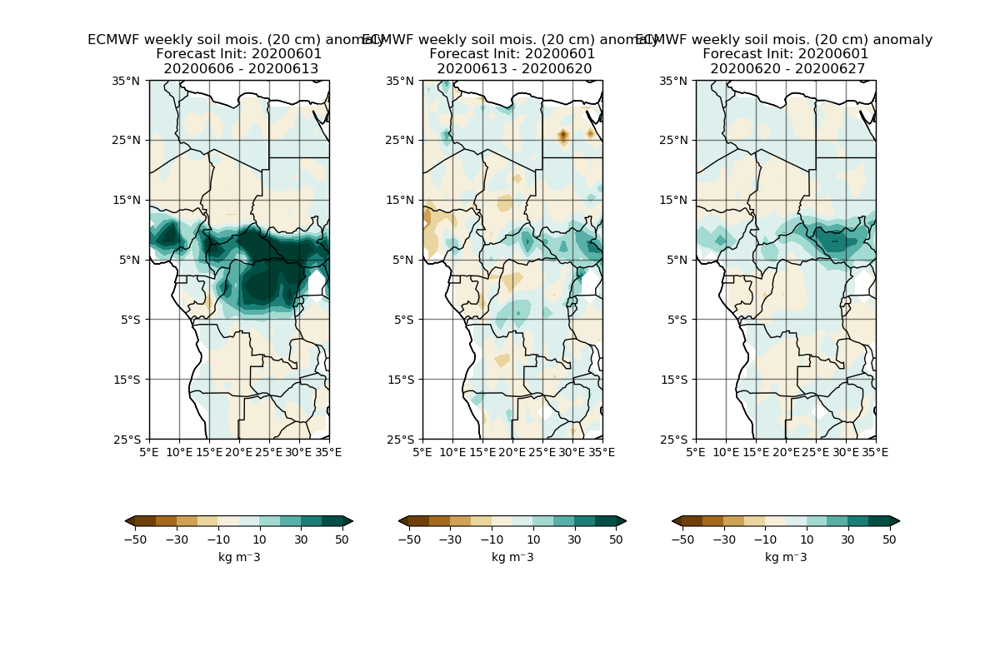 ECMWF weekly soil mois. (20 cm) anomaly
Forecast Init: 20200601
20200606 - 20200613
ECMWF weekly soil mois. (20 cm) anomaly
Forecast Init: 20200601
20200613 - 20200620
ECMWF weekly soil mois. (20 cm) anomaly
Forecast Init: 20200601
20200620 - 20200627
35°N
25°N
15°N
5°N
5°S
15°S
25°S
5°E 10°E 15°E 20°E 25°E 30°E 35°E
35°N
25°N
15°N
5°N
5°S
15°S
25°S
5°E 10°E 15°E 20°E 25°E 30°E 35°E
35°N
25°N
15°N
5°N
5°S
15°S
25°S
5°E 10°E 15°E 20°E 25°E 30°E 35°E
−50 −30 −10 10 30 50
kg m⁻³
−50 −30 −10 10 30 50
kg m⁻³
−50 −30 −10 10 30 50
kg m⁻³